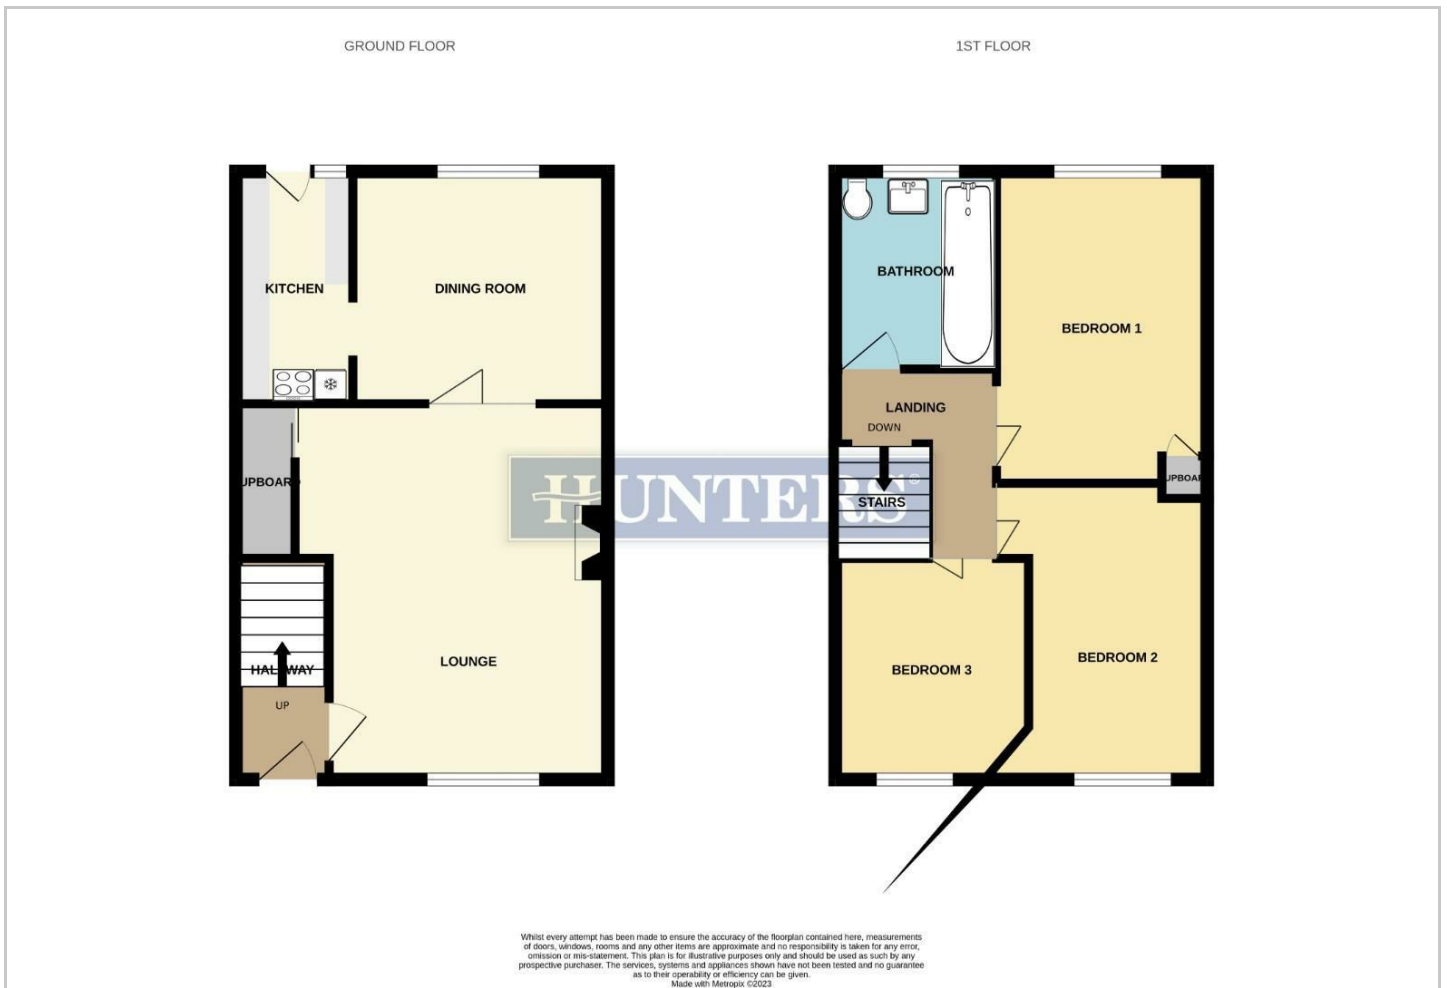 GROUND FLOOR
1ST FLOOR
KITCHEN
DINING ROOM
UPBOARD
HALLWAY
UP
LOUNGE
HUNTERS®
BATHROOM
BEDROOM 1
LANDING
DOWN
STAIRS
UPBOAR
BEDROOM 3
BEDROOM 2
Whilst every attempt has been made to ensure the accuracy of the floorplan contained here, measurements
of doors, windows, rooms and any other items are approximate and no responsibility is taken for any error,
omission or mis-statement. This plan is for illustrative purposes only and should be used as such by any
prospective purchaser. The services, systems and appliances shown have not been tested and no guarantee
as to their operability or efficiency can be given.
Made with Metropix ©2023